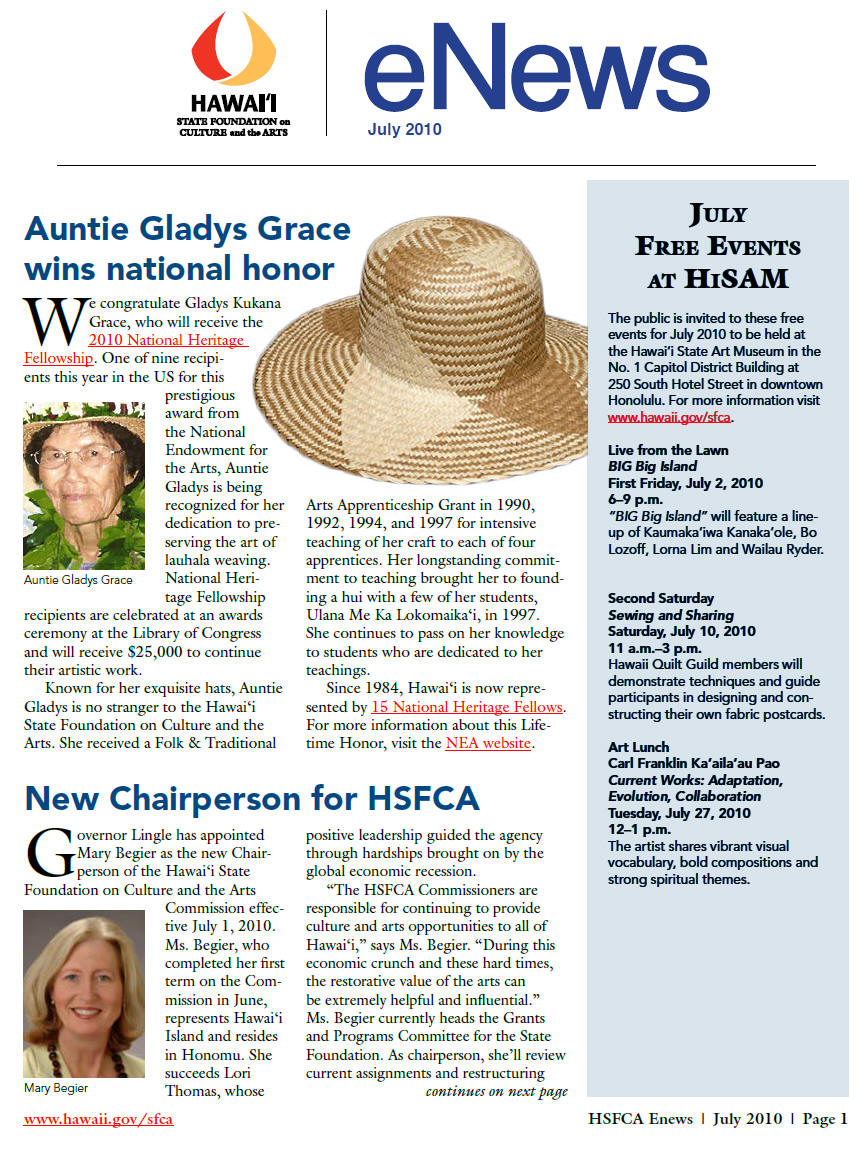 HAWAI‘I
STATE FOUNDATION on
CULTURE and the ARTS
eNews
July 2010
Auntie Gladys Grace
wins national honor
We congratulate Gladys Kukana
Grace, who will receive the
2010 National Heritage
Fellowship. One of nine recipi-
ents this year in the US for this
prestigious
award from
the National
Endowment for
the Arts, Auntie
Gladys is being
recognized for her
dedication to pre-
serving the art of
lauhala weaving.
National Heri-
tage Fellowship
Auntie Gladys Grace
recipients are celebrated at an awards
ceremony at the Library of Congress
and will receive $25,000 to continue
their artistic work.
Known for her exquisite hats, Auntie
Gladys is no stranger to the Hawai‘i
State Foundation on Culture and the
Arts. She received a Folk & Traditional
Arts Apprenticeship Grant in 1990,
1992, 1994, and 1997 for intensive
teaching of her craft to each of four
apprentices. Her longstanding commit-
ment to teaching brought her to found-
ing a hui with a few of her students,
Ulana Me Ka Lokomaika‘i, in 1997.
She continues to pass on her knowledge
to students who are dedicated to her
teachings.
Since 1984, Hawai‘i is now repre-
sented by 15 National Heritage Fellows.
For more information about this Life-
time Honor, visit the NEA website.
New Chairperson for HSFCA
Governor Lingle has appointed
Mary Begier as the new Chair-
person of the Hawai‘i State
Foundation on Culture and the Arts
Commission effec-
tive July 1, 2010.
Ms. Begier, who
completed her first
term on the Com-
mission in June,
represents Hawai‘i
Island and resides
in Honomu. She
succeeds Lori
Thomas, whose
Mary Begier
positive leadership guided the agency
through hardships brought on by the
global economic recession.
“The HSFCA Commissioners are
responsible for continuing to provide
culture and arts opportunities to all of
Hawai‘i,” says Ms. Begier. “During this
economic crunch and these hard times,
the restorative value of the arts can
be extremely helpful and influential.”
Ms. Begier currently heads the Grants
and Programs Committee for the State
Foundation. As chairperson, she’ll review
current assignments and restructuring
continues on next page
JULY
FREE EVENTS
AT HiSAM
The public is invited to these free
events for July 2010 to be held at
the Hawai‘i State Art Museum in the
No. 1 Capitol District Building at
250 South Hotel Street in downtown
Honolulu. For more information visit
www.hawaii.gov/sfca.
Live from the Lawn
BIG Big Island
First Friday, July 2, 2010
6–9 p.m.
“BIG Big Island” will feature a line-
up of Kaumaka‘iwa Kanaka‘ole, Bo
Lozoff, Lorna Lim and Wailau Ryder.
Second Saturday
Sewing and Sharing
Saturday, July 10, 2010
11 a.m.–3 p.m.
Hawaii Quilt Guild members will
demonstrate techniques and guide
participants in designing and con-
structing their own fabric postcards.
Art Lunch
Carl Franklin Ka‘aila‘au Pao
Current Works: Adaptation,
Evolution, Collaboration
Tuesday, July 27, 2010
12–1 p.m.
The artist shares vibrant visual
vocabulary, bold compositions and
strong spiritual themes.
www.hawaii.gov/sfca
HSFCA Enews | July 2010 | Page 1